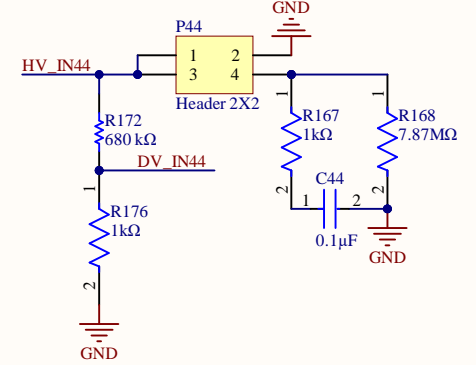 GND
P44
HV_IN44
1 2
3 4
Header 2X2
R172
680 kΩ
DV_IN44
1
R176
1kΩ
2
GND
1
R167
1kΩ
2
1
R168
7.87MΩ
2
C44
1 2
0.1µF
GND